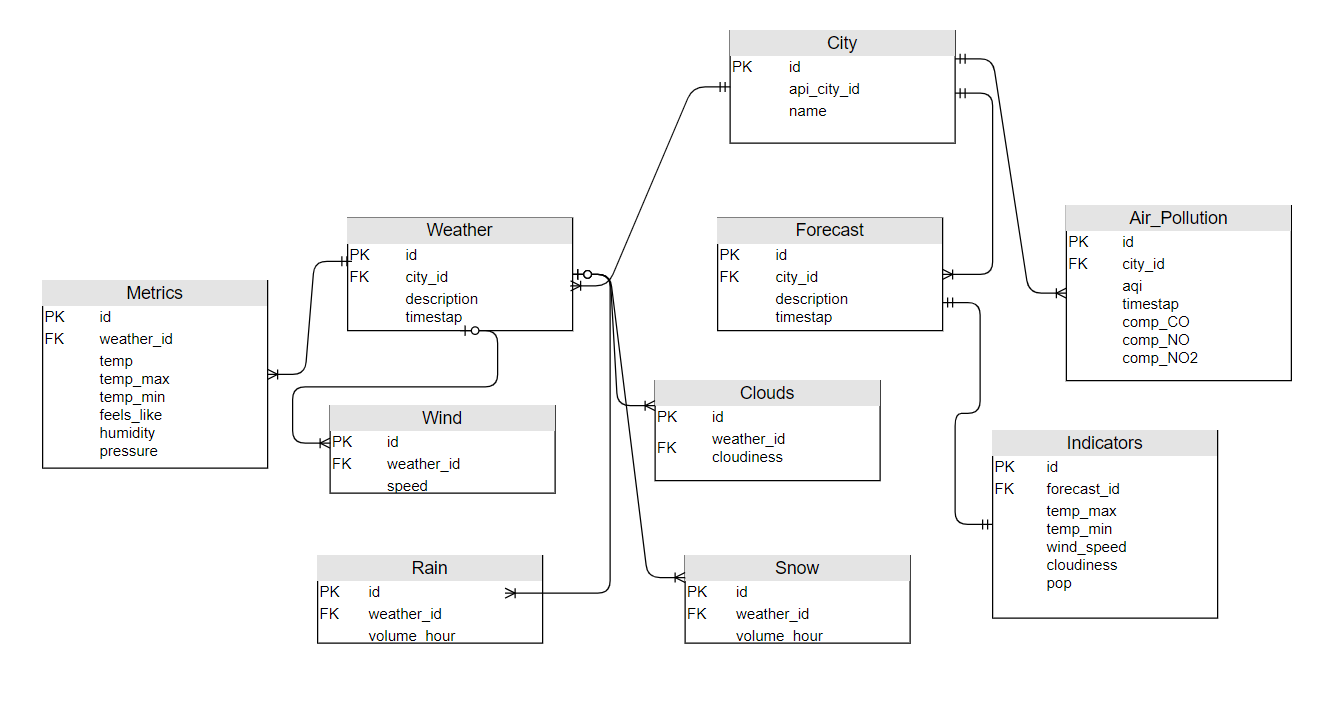 City
PK id
api_city_id
name
Weather
PK id
FK city_id
description
timestap
Forecast
PK id
FK city_id
description
timestap
Air_Pollution
PK id
FK city_id
aqi
timestap
comp_CO
comp_NO
comp_NO2
Metrics
PK id
FK weather_id
temp
temp_max
temp_min
feels_like
humidity
pressure
Wind
PK id
FK weather_id
speed
Clouds
PK id
FK weather_id
cloudiness
Indicators
PK id
FK forecast_id
temp_max
temp_min
wind_speed
cloudiness
pop
Rain
PK id
FK weather_id
volume_hour
Snow
PK id
FK weather_id
volume_hour